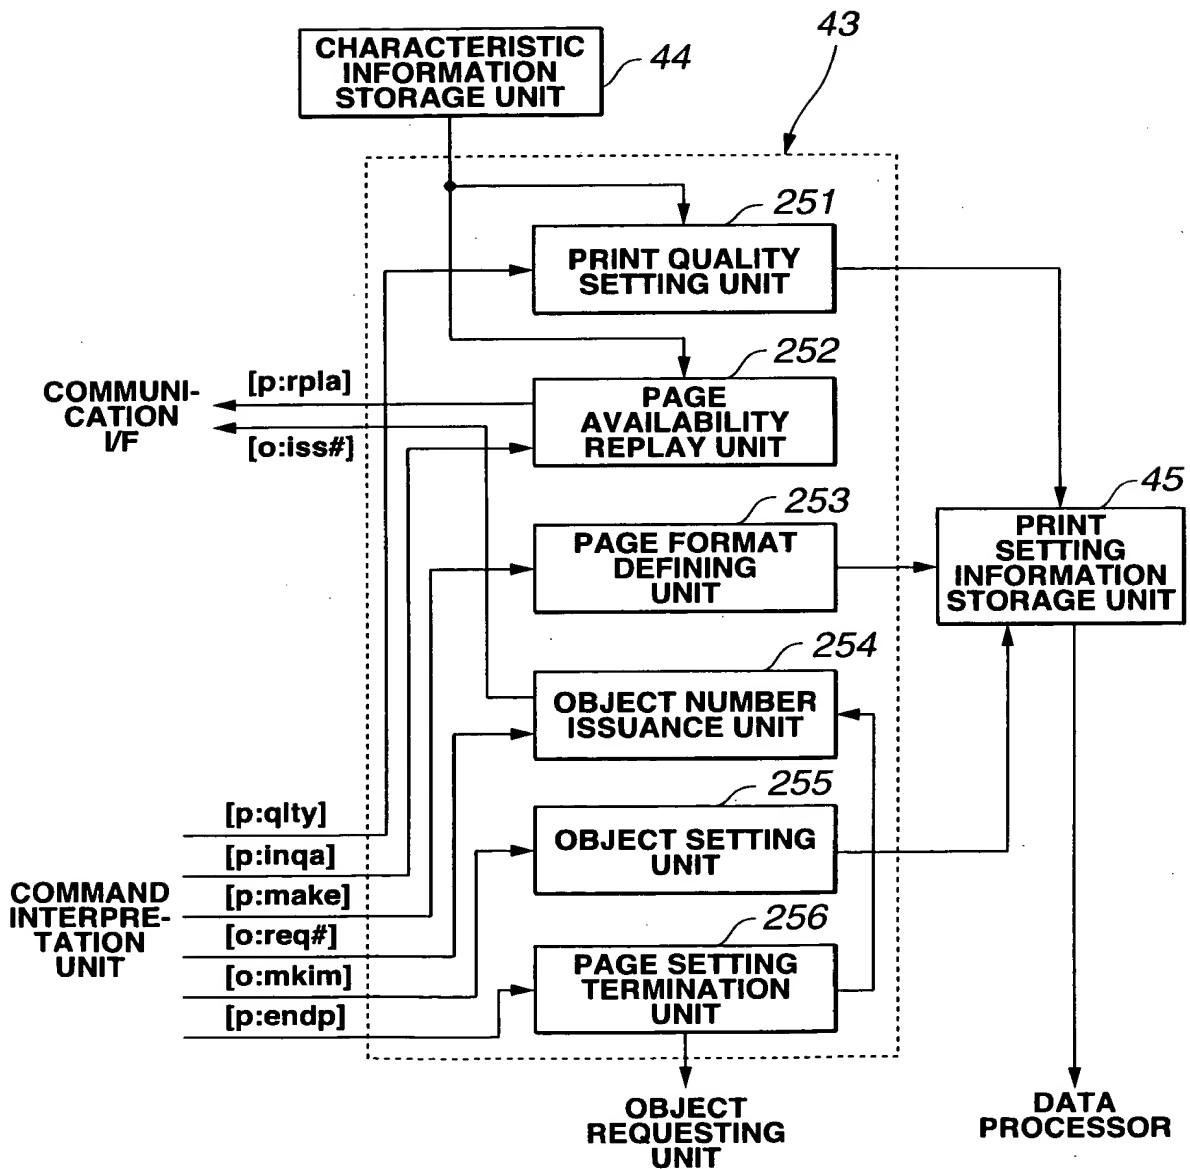 43
CHARACTERISTIC
INFORMATION
STORAGE UNIT
44
251
PRINT QUALITY
SETTING UNIT
252
PAGE
AVAILABILITY
REPLAY UNIT
COMMUNI-
CATION
I/F
[p:rpla]
[o:iss#]
253
PAGE FORMAT
DEFINING
UNIT
45
PRINT
SETTING
INFORMATION
STORAGE UNIT
254
OBJECT NUMBER
ISSUANCE UNIT
255
OBJECT SETTING
UNIT
256
PAGE SETTING
TERMINATION
UNIT
COMMAND
INTERPRE-
TATION
UNIT
[p:qlty]
[p:inqa]
[p:make]
[o:req#]
[o:mkim]
[p:endp]
OBJECT
REQUESTING
UNIT
DATA
PROCESSOR